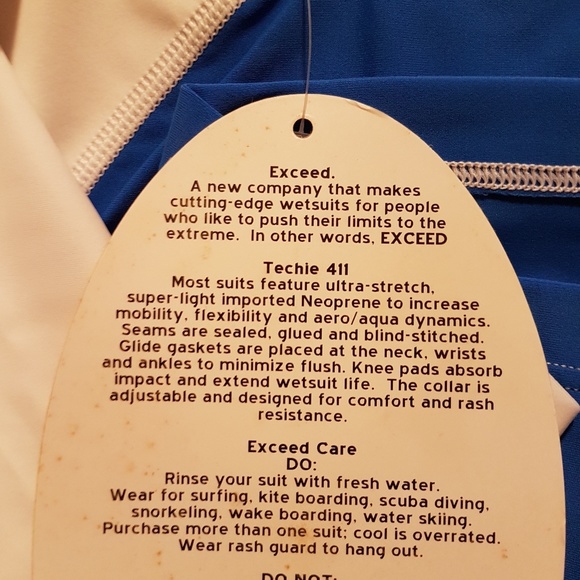 Exceed.
A new company that makes
cutting-edge wetsuits for people
who like to push their limits to the
extreme. In other words, EXCEED
Techie 411
Most suits feature ultra-stretch,
super-light imported Neoprene to increase
mobility, flexibility and aero/aqua dynamics.
Seams are sealed, glued and blind-stitched.
Glide gaskets are placed at the neck, wrists
and ankles to minimize flush. Knee pads absorb
impact and extend wetsuit life. The collar is
adjustable and designed for comfort and rash
resistance.
Exceed Care
DO:
Rinse your suit with fresh water.
Wear for surfing, kite boarding, scuba diving,
snorkeling, wake boarding, water skiing.
Purchase more than one suit; cool is overrated.
Wear rash guard to hang out.
DO NOT: